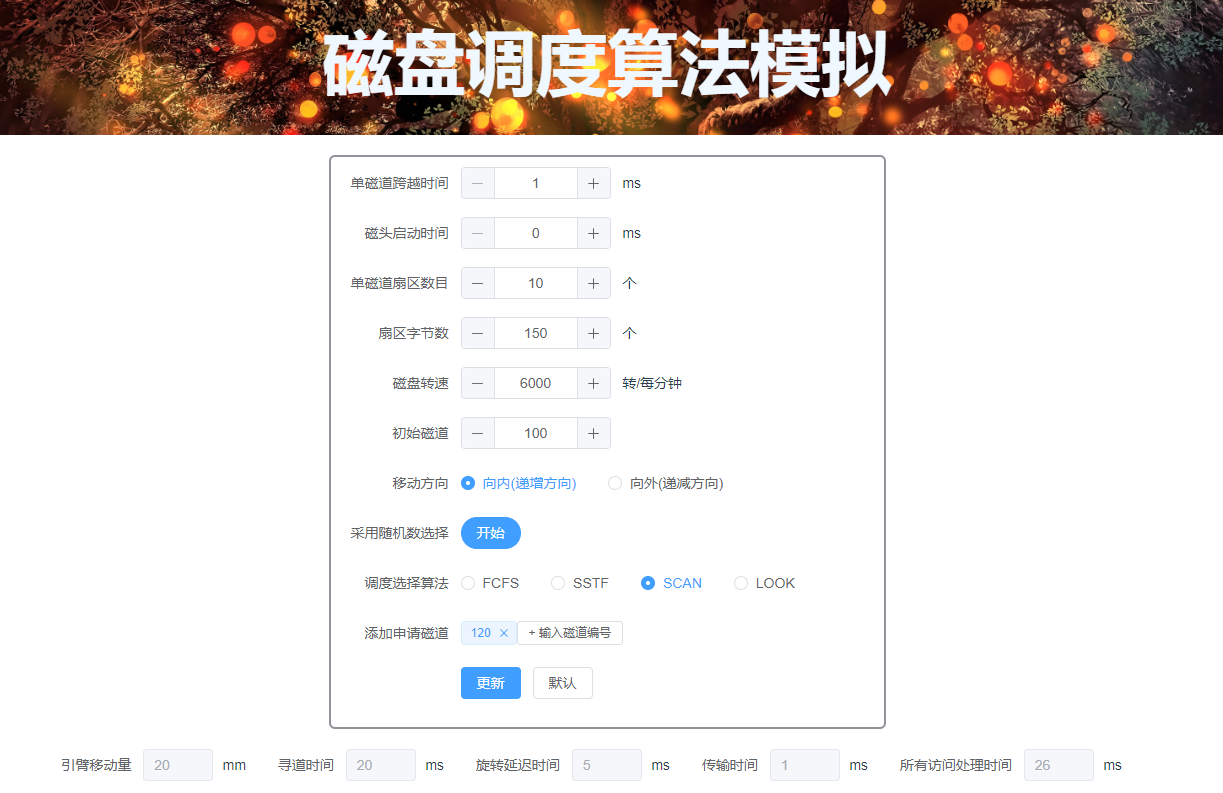 磁盘调度算法模拟
单磁道跨越时间 1 ms
磁头启动时间 0 ms
单磁道扇区数目 10 个
扇区字节数 150 个
磁盘转速 6000 转/每分钟
初始磁道 100
移动方向 向内(递增方向) 向外(递减方向)
采用随机数选择 开始
调度选择算法 FCFS SSTF SCAN LOOK
添加申请磁道 120 + 输入磁道编号
更新 默认
引臂移动量 20 mm 寻道时间 20 ms 旋转延迟时间 5 ms 传输时间 1 ms 所有访问处理时间 26 ms